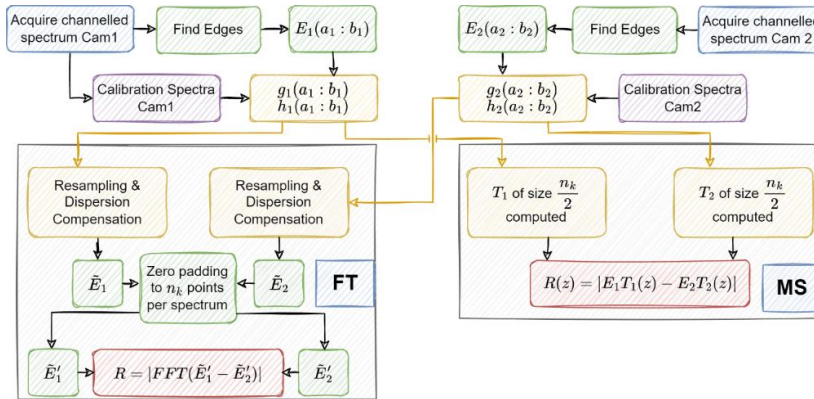 Acquire channelled
spectrum Cam1
Find Edges
E₁(a₁ : b₁)
E₂(a₂ : b₂)
Find Edges
Acquire channelled
spectrum Cam 2
Calibration Spectra
Cam1
g₁(a₁ : b₁)
h₁(a₁ : b₁)
g₂(a₂ : b₂)
h₂(a₂ : b₂)
Calibration Spectra
Cam2
Resampling &
Dispersion
Compensation
Resampling &
Dispersion
Compensation
T₁ of size n_k/2
computed
T₂ of size n_k/2
computed
Ẽ₁
Zero padding
to n_k points
per spectrum
Ẽ₂
FT
R(z) = |E₁T₁(z) − E₂T₂(z)|
MS
Ẽ′₁
R = |FFT(Ẽ′₁ − Ẽ′₂)|
Ẽ′₂